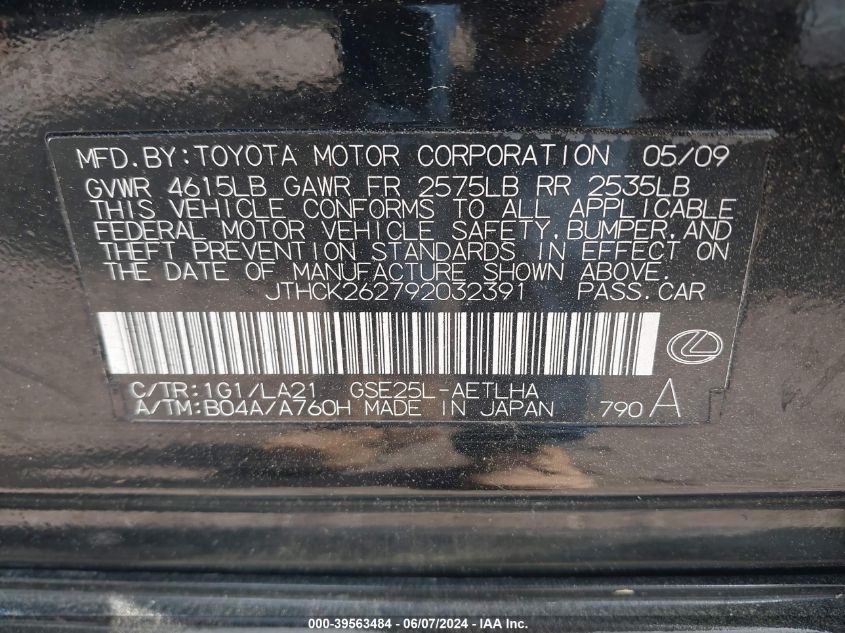 MFD.BY:TOYOTA MOTOR CORPORATION 05/09
GVWR 4615LB GAWR FR 2575LB RR 2535LB
THIS VEHICLE CONFORMS TO ALL APPLICABLE
FEDERAL MOTOR VEHICLE SAFETY,BUMPER,AND
THEFT PREVENTION STANDARDS IN EFFECT ON
THE DATE OF MANUFACTURE SHOWN ABOVE.
JTHCK262792032391 PASS.CAR
C/TR:1G1/LA21 GSE25L-AETLHA
A/TM:B04A/A760H MADE IN JAPAN 790 A
000-39563484 - 06/07/2024 - IAA Inc.